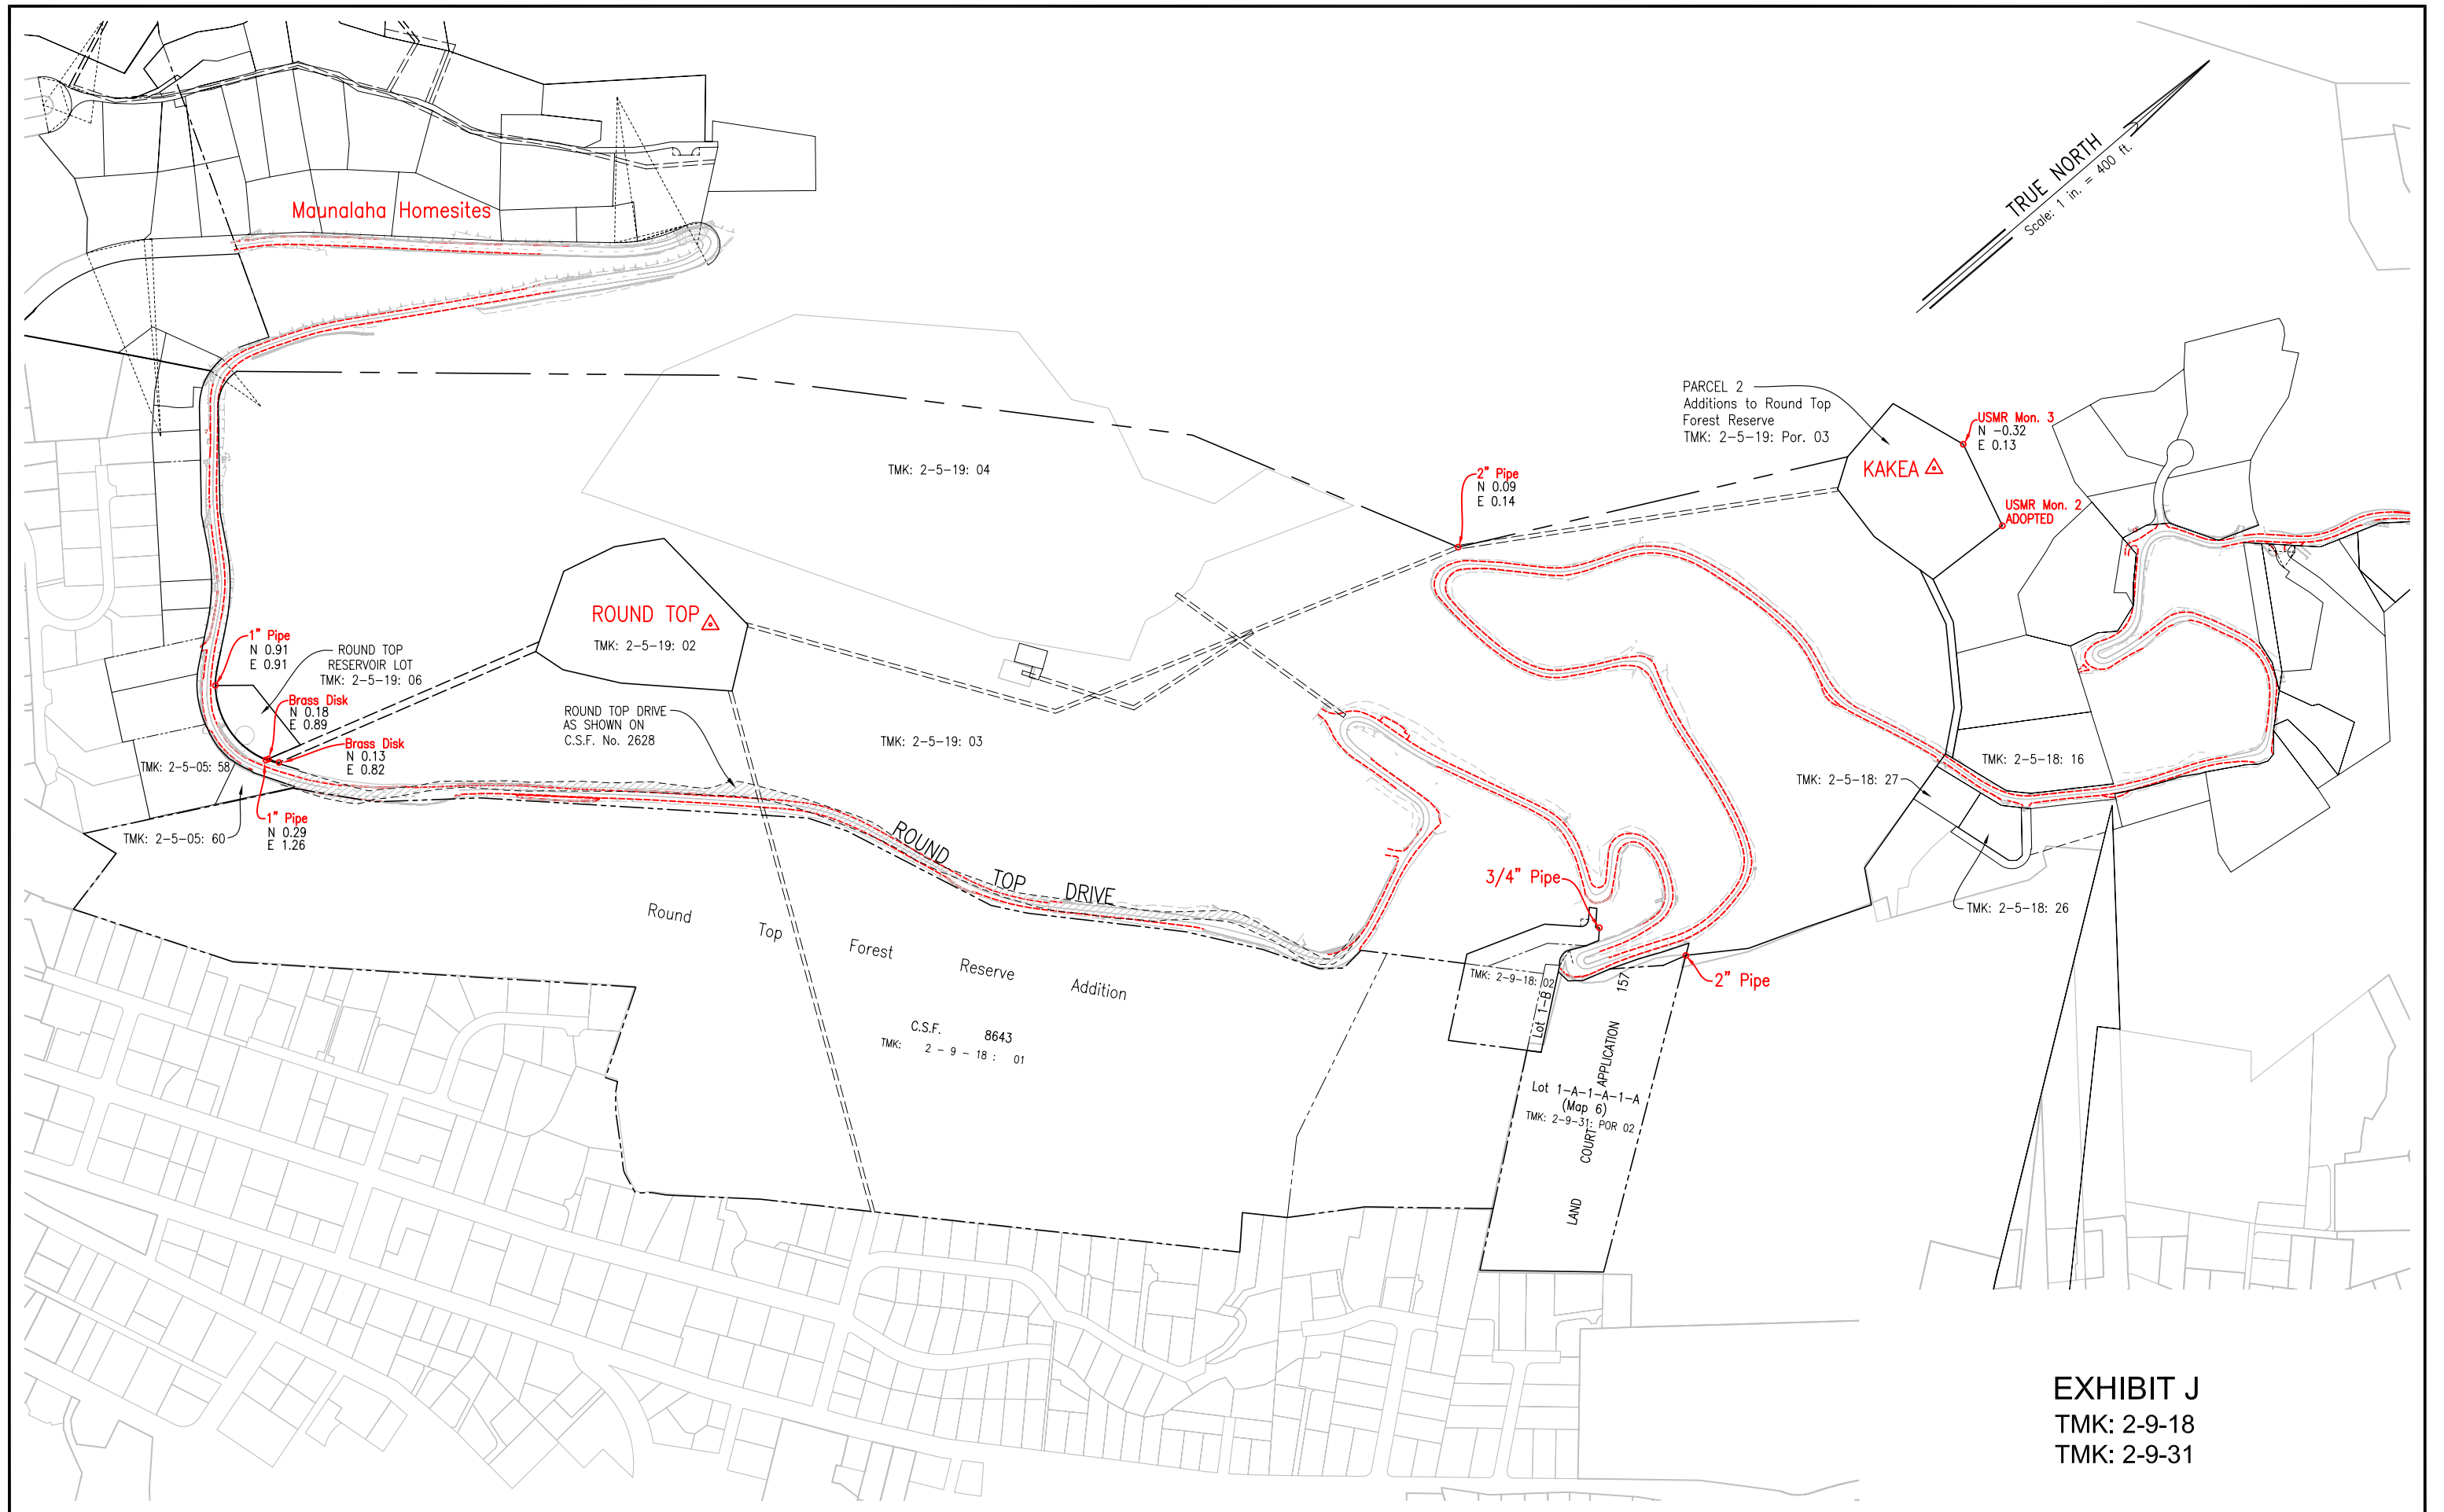 Maunalaha Homesites
TRUE NORTH
Scale: 1 in. = 400 ft.
PARCEL 2
Additions to Round Top
Forest Reserve
TMK: 2-5-19: Por. 03
USMR Mon. 3
N -0.32
E 0.13
KAKEA
USMR Mon. 2
ADOPTED
TMK: 2-5-19: 04
2" Pipe
N 0.09
E 0.14
ROUND TOP
TMK: 2-5-19: 02
1" Pipe
N 0.91
E 0.91
ROUND TOP
RESERVOIR LOT
TMK: 2-5-19: 06
Brass Disk
N 0.18
E 0.89
Brass Disk
N 0.13
E 0.82
ROUND TOP DRIVE
AS SHOWN ON
C.S.F. No. 2628
TMK: 2-5-19: 03
TMK: 2-5-05: 58
TMK: 2-5-05: 60
1" Pipe
N 0.29
E 1.26
TMK: 2-5-18: 16
TMK: 2-5-18: 27
TMK: 2-5-18: 26
ROUND TOP DRIVE
3/4" Pipe
Round Top Forest Reserve Addition
C.S.F. 8643
TMK: 2 - 9 - 18 : 01
TMK: 2-9-18: 02
Lot 1-B
2" Pipe
LAND COURT APPLICATION 157
Lot 1-A-1-A-1-A
(Map 6)
TMK: 2-9-31: POR 02
EXHIBIT J
TMK: 2-9-18
TMK: 2-9-31